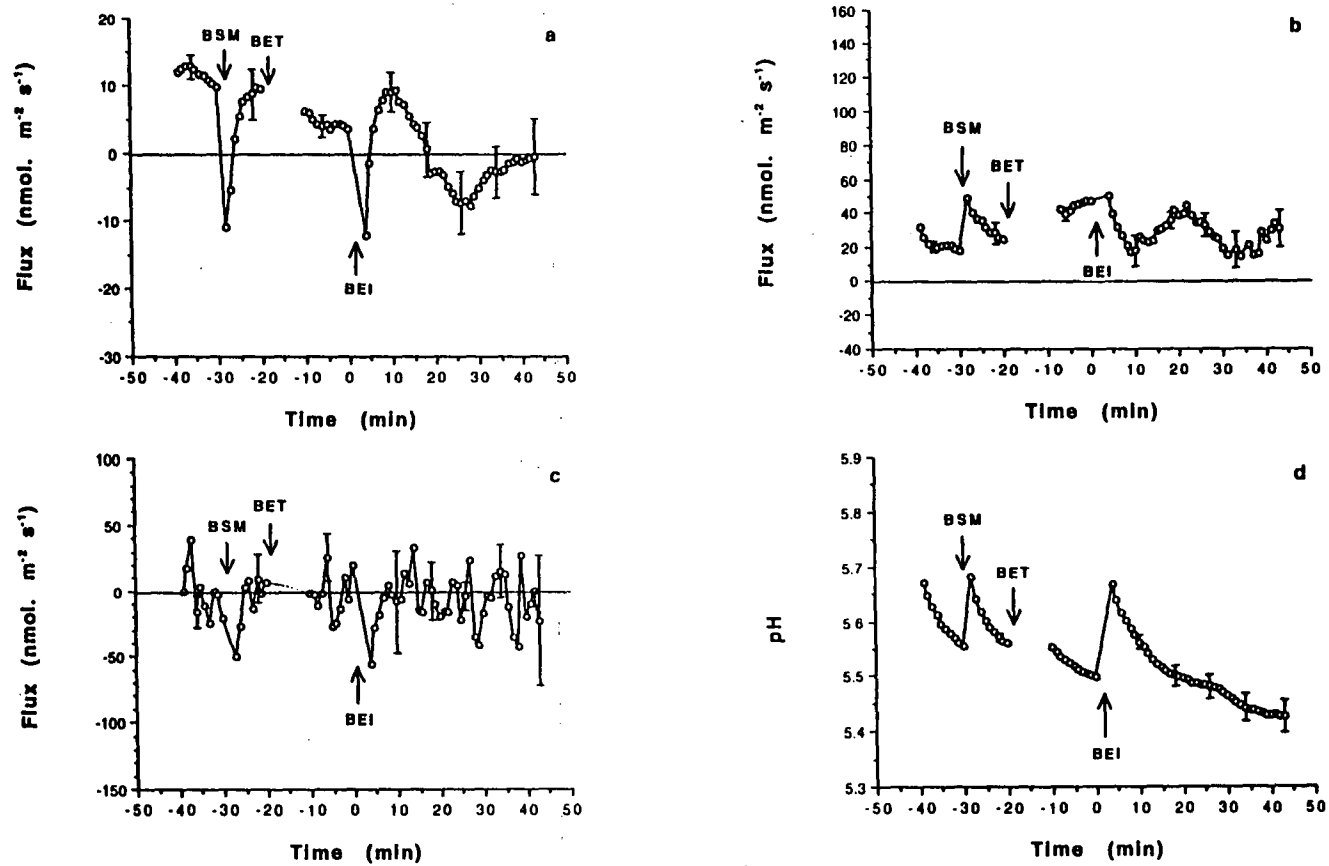 a
20
10
0
-10
-20
-30
Flux (nmol. m⁻² s⁻¹)
BSM
BET
BEI
-50 -40 -30 -20 -10 0 10 20 30 40 50
Time (min)
b
160
140
120
100
80
60
40
20
0
-20
-40
Flux (nmol. m⁻² s⁻¹)
BSM
BET
BEI
-50 -40 -30 -20 -10 0 10 20 30 40 50
Time (min)
c
100
50
0
-50
-100
-150
Flux (nmol. m⁻² s⁻¹)
BSM
BET
BEI
-50 -40 -30 -20 -10 0 10 20 30 40 50
Time (min)
d
5.9
5.8
5.7
5.6
5.5
5.4
5.3
pH
BSM
BET
BEI
-50 -40 -30 -20 -10 0 10 20 30 40 50
Time (min)